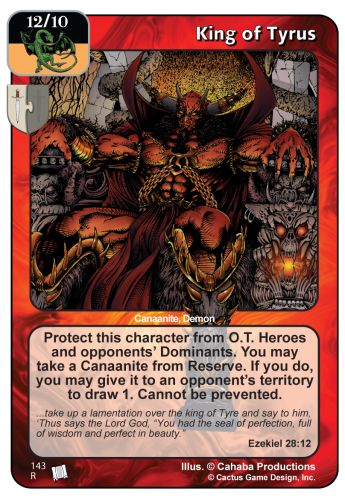 12/10
King of Tyrus
Canaanite, Demon
Protect this character from O.T. Heroes
and opponents' Dominants. You may
take a Canaanite from Reserve. If you do,
you may give it to an opponent's territory
to draw 1. Cannot be prevented.
...take up a lamentation over the king of Tyre and say to him,
'Thus says the Lord God, "You had the seal of perfection, full
of wisdom and perfect in beauty."
Ezekiel 28:12
143
R
Illus. © Cahaba Productions
© Cactus Game Design, Inc.